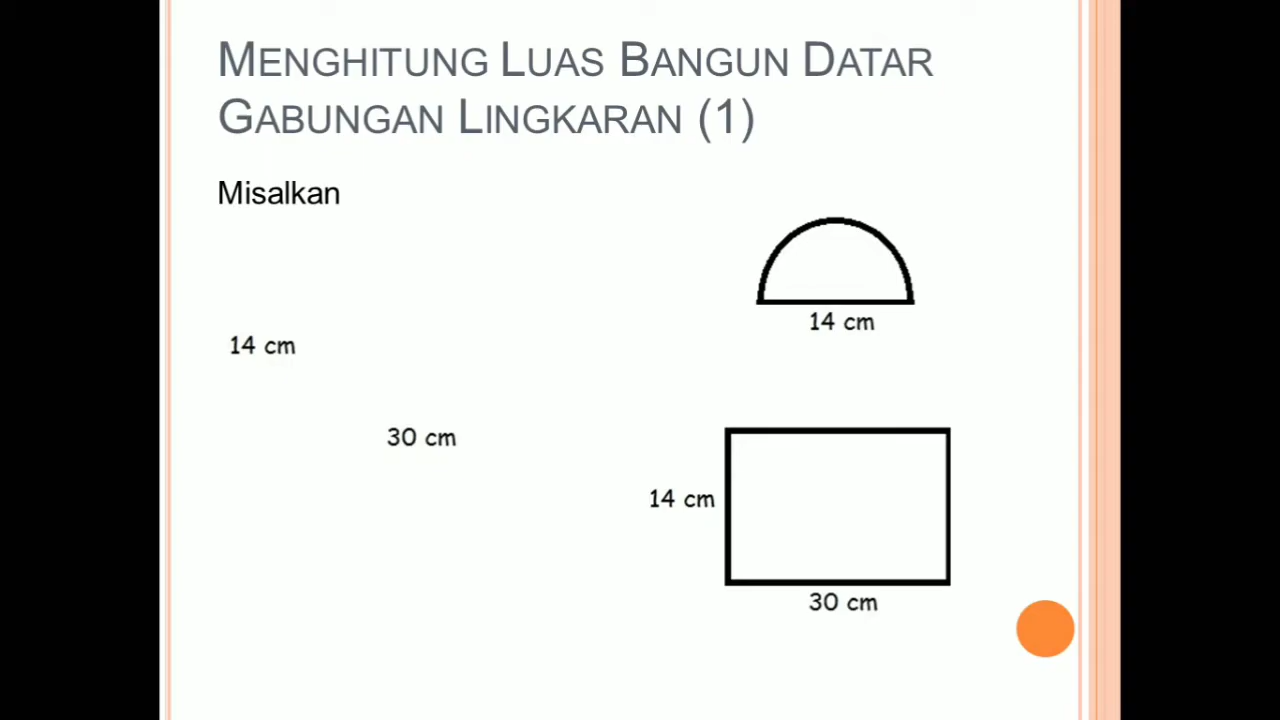 MENGHITUNG LUAS BANGUN DATAR
GABUNGAN LINGKARAN (1)
Misalkan
14 cm
14 cm
30 cm
14 cm
30 cm